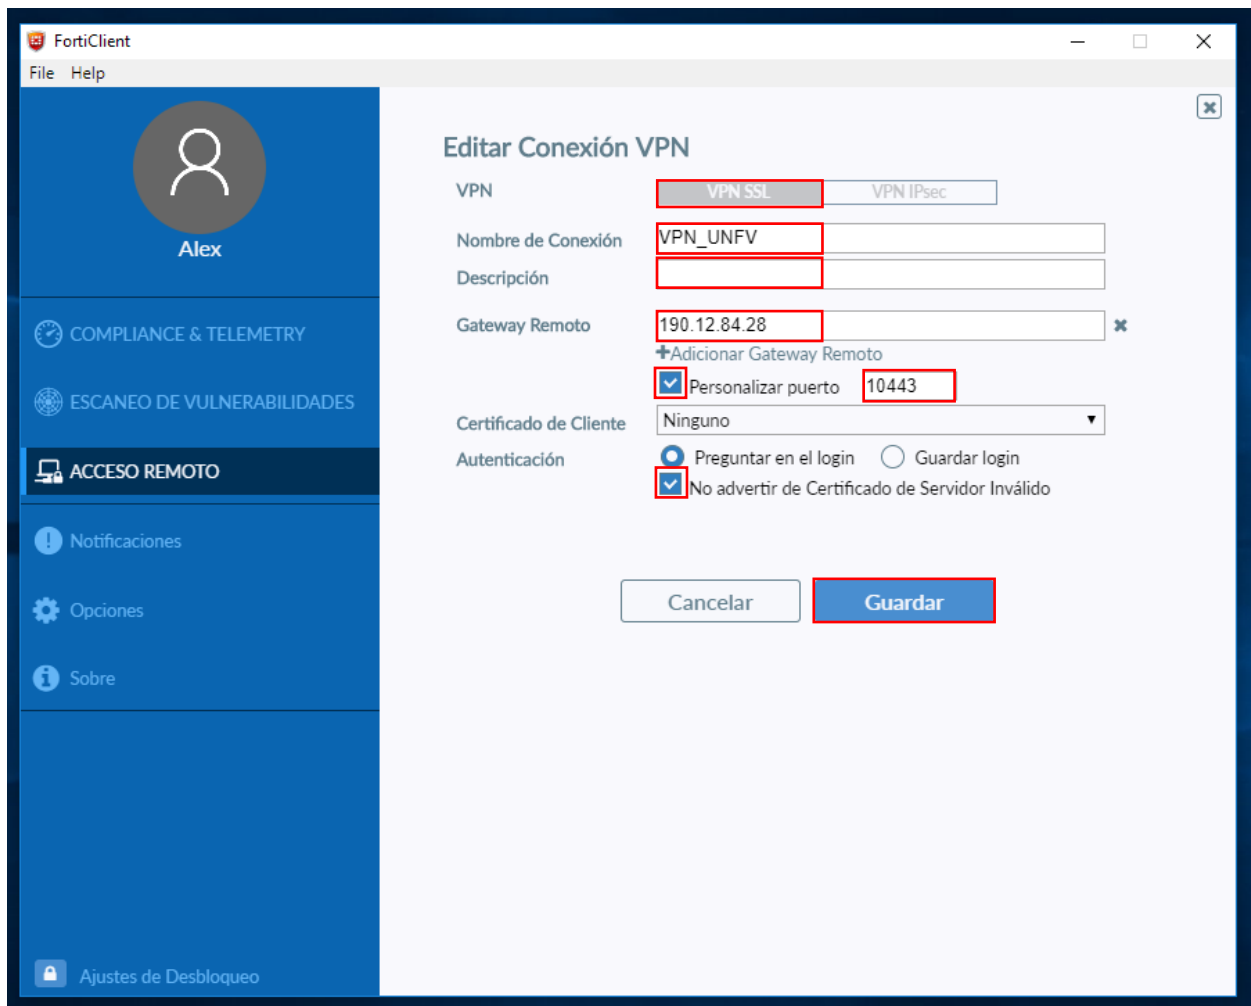 FortiClient
File Help
Alex
COMPLIANCE & TELEMETRY
ESCANEO DE VULNERABILIDADES
ACCESO REMOTO
Notificaciones
Opciones
Sobre
Ajustes de Desbloqueo
Editar Conexión VPN
VPN VPN SSL VPN IPsec
Nombre de Conexión VPN_UNFV
Descripción
Gateway Remoto 190.12.84.28
+Adicionar Gateway Remoto
Personalizar puerto 10443
Certificado de Cliente Ninguno
Autenticación Preguntar en el login Guardar login
No advertir de Certificado de Servidor Inválido
Cancelar Guardar